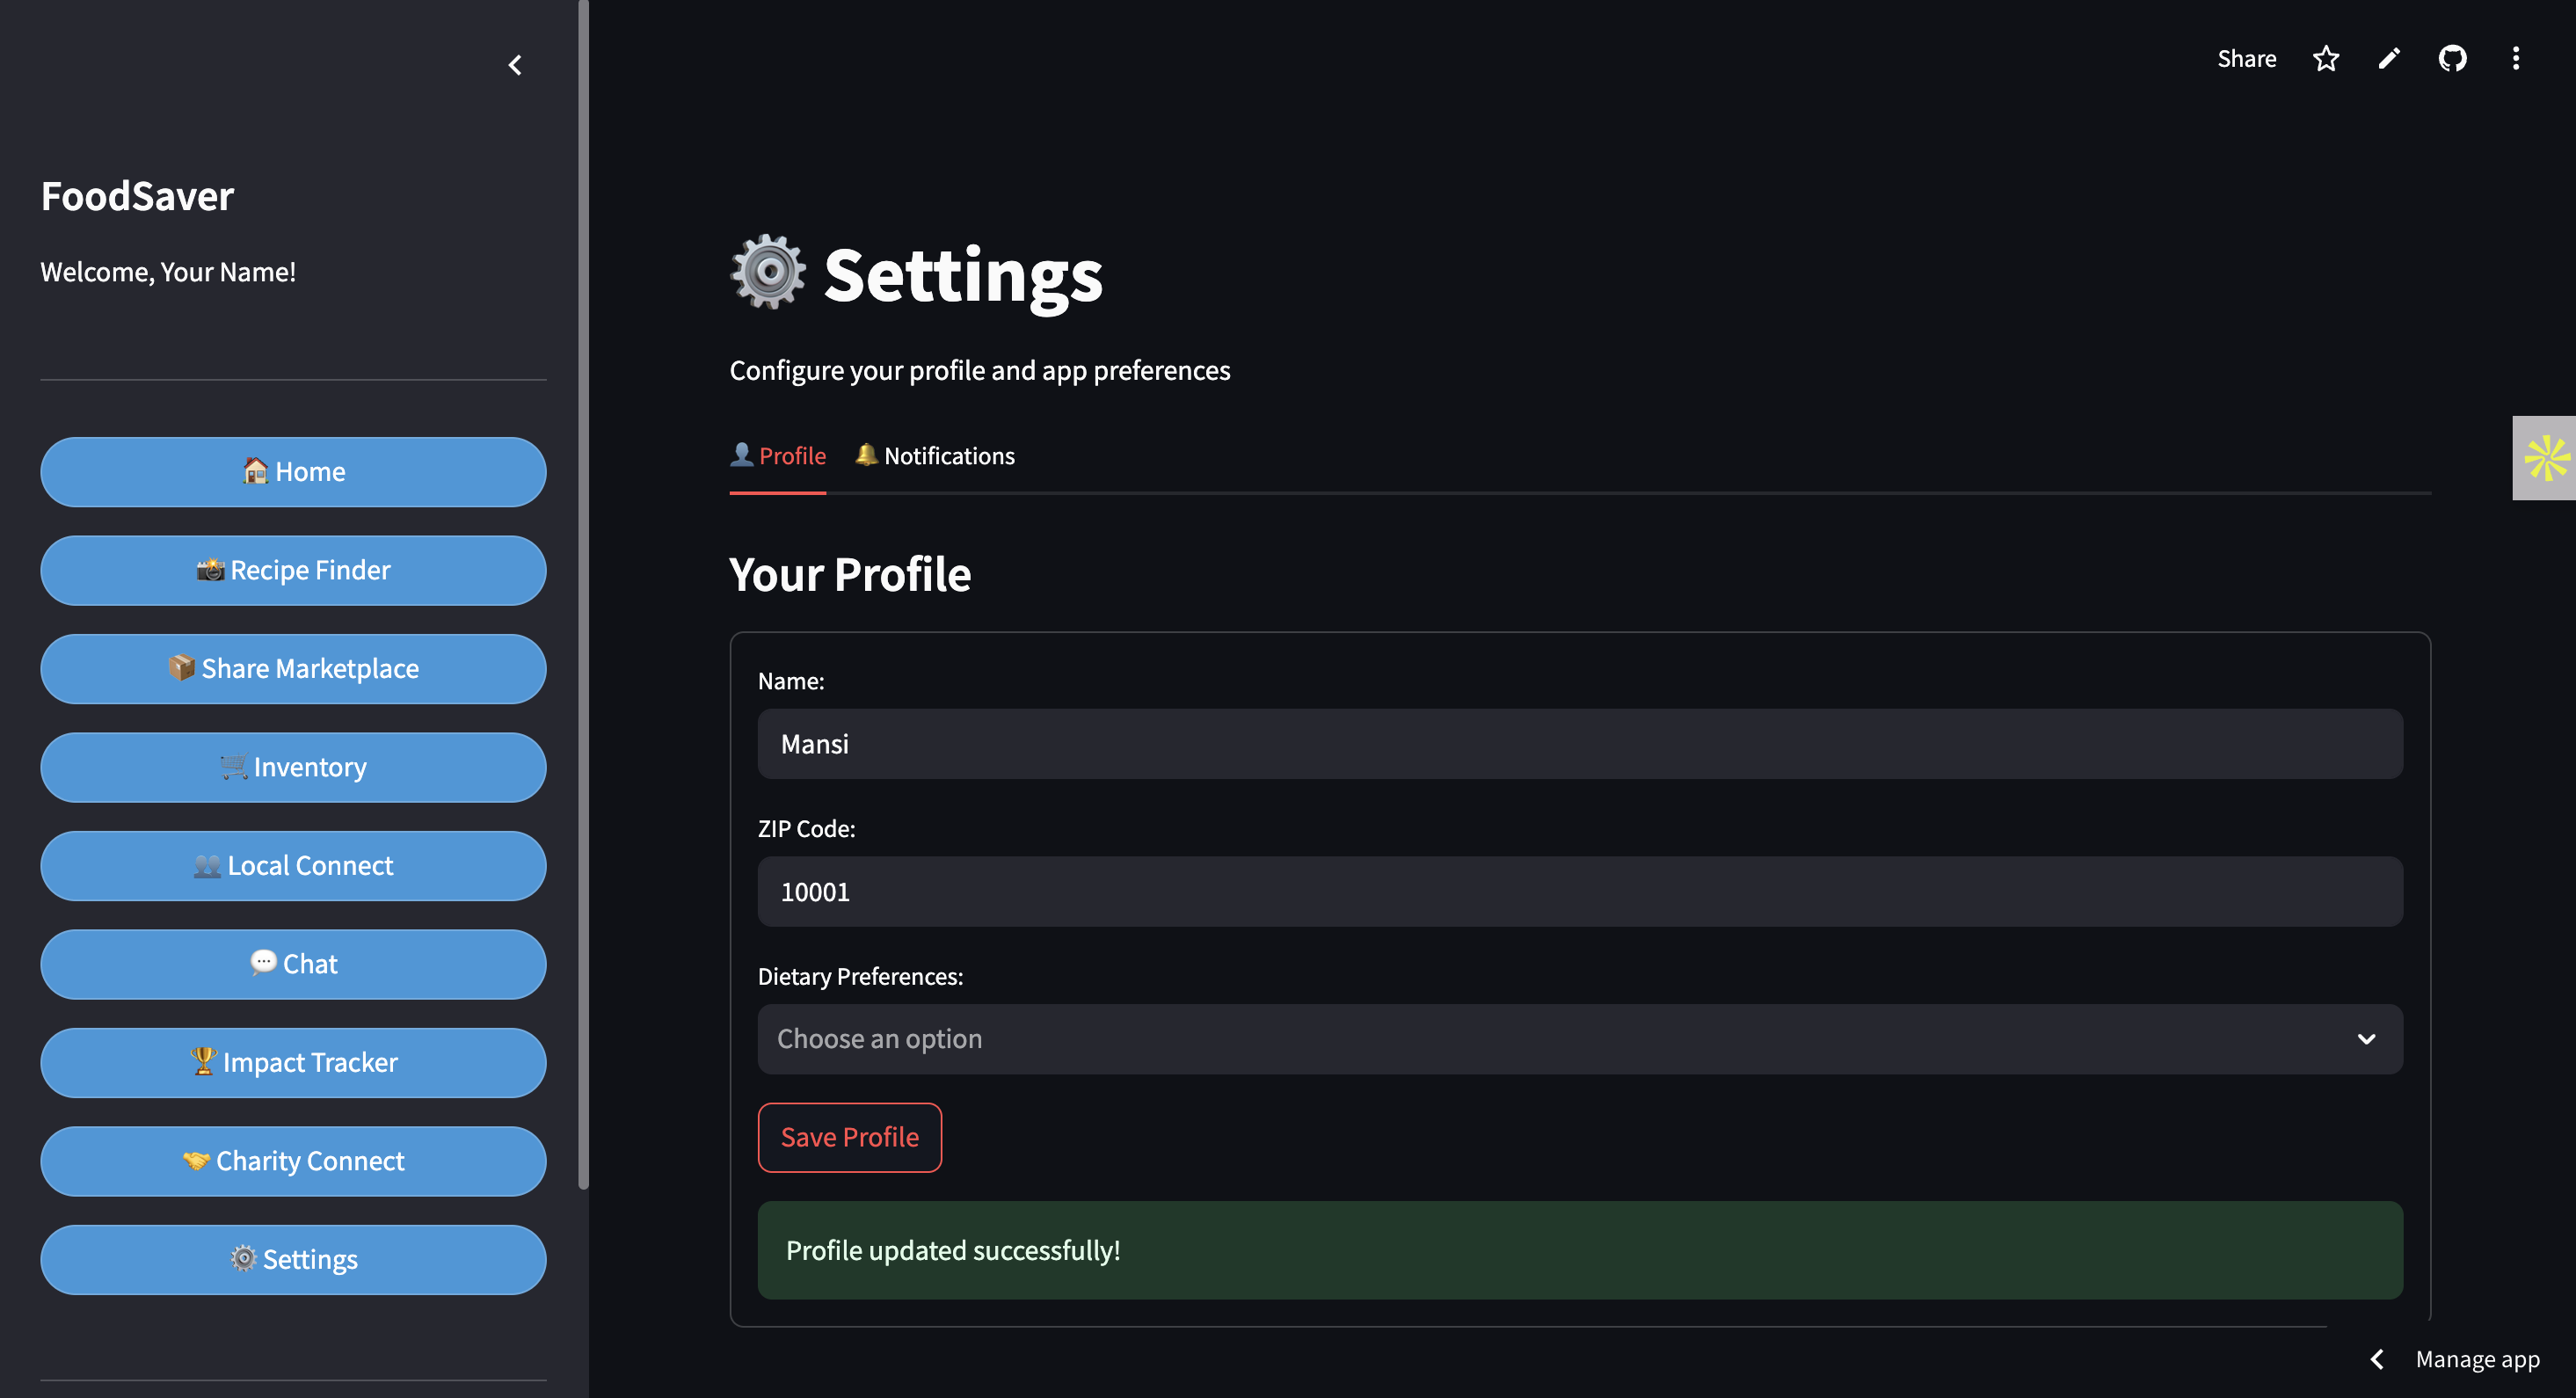 Share
FoodSaver
Welcome, Your Name!
Home
Recipe Finder
Share Marketplace
Inventory
Local Connect
Chat
Impact Tracker
Charity Connect
Settings
Settings
Configure your profile and app preferences
Profile
Notifications
Your Profile
Name:
Mansi
ZIP Code:
10001
Dietary Preferences:
Choose an option
Save Profile
Profile updated successfully!
Manage app